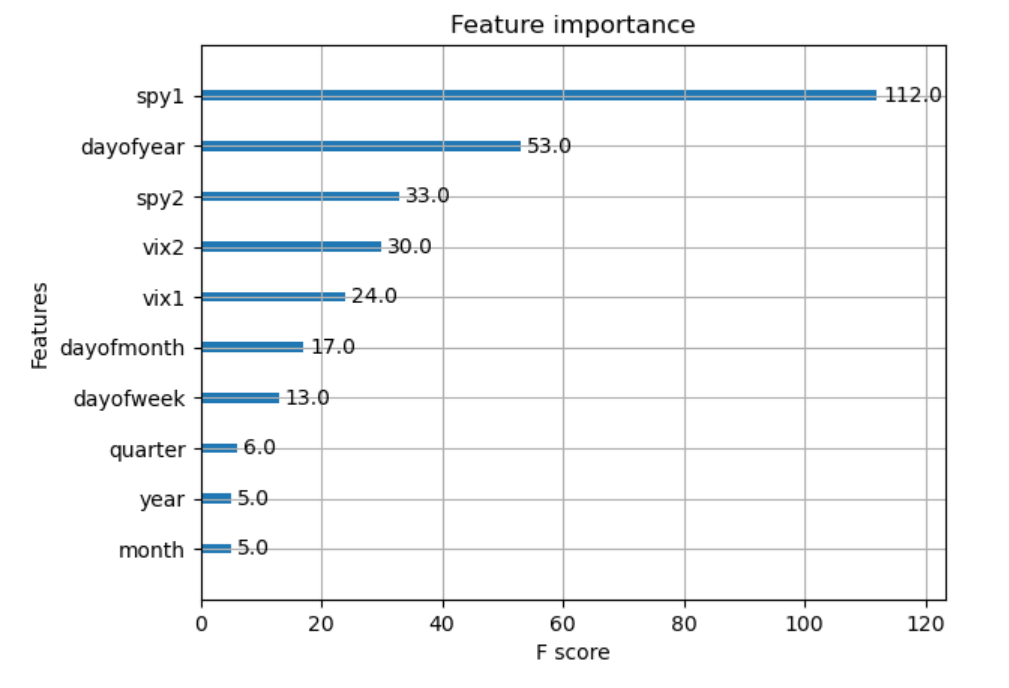 Feature importance
spy1 112.0
dayofyear 53.0
spy2 33.0
vix2 30.0
vix1 24.0
dayofmonth 17.0
dayofweek 13.0
quarter 6.0
year 5.0
month 5.0
Features
0 20 40 60 80 100 120
F score